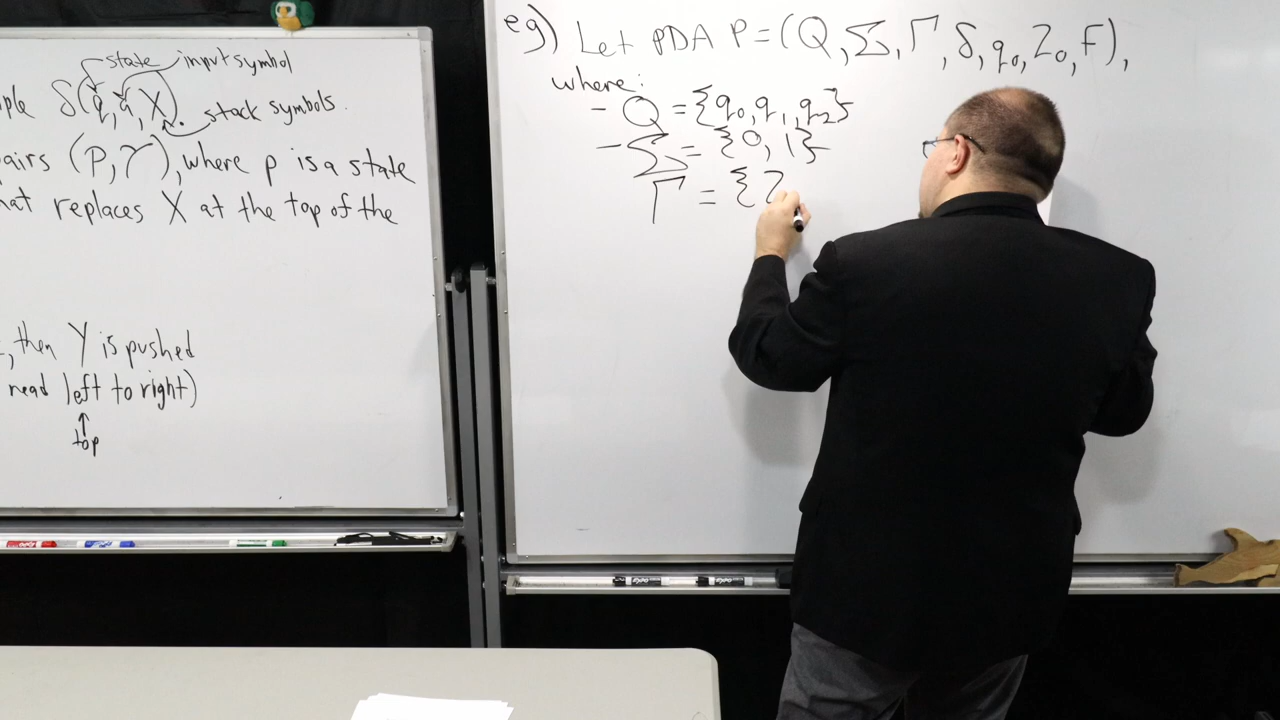 state input symbol
ple δ(q, a, X)
stack symbols.
airs (p, γ), where p is a state
hat replaces X at the top of the
, then Y is pushed
read left to right)
↑
top
eg) Let PDA P = (Q, Σ, Γ, δ, q₀, Z₀, F),
where:
- Q = {q₀, q₁, q₂}
- Σ = {0, 1}
Γ = {Z